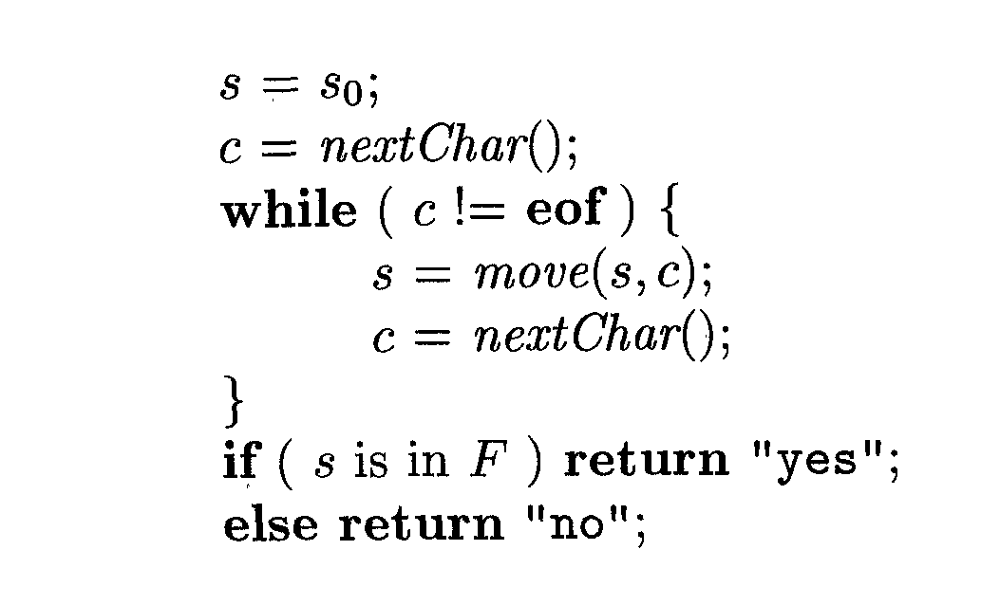 s = s₀;
c = nextChar();
while ( c != eof ) {
s = move(s, c);
c = nextChar();
}
if ( s is in F ) return "yes";
else return "no";